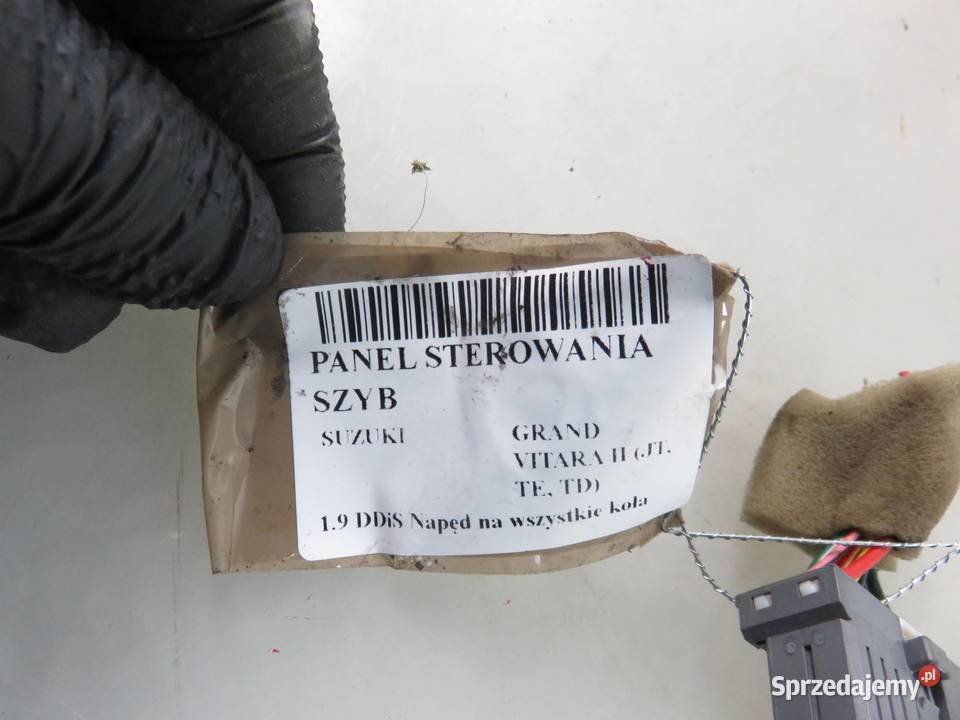 PANEL STEROWANIA
SZYB
SUZUKI
GRAND
VITARA II (JT,
TE, TD)
1.9 DDiS Napęd na wszystkie koła
Sprzedajemy.pl